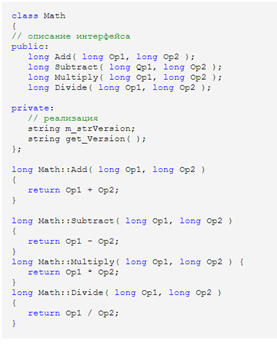 class Math
{
// описание интерфейса
public:
long Add( long Op1, long Op2 );
long Subtract( long Op1, long Op2 );
long Multiply( long Op1, long Op2 );
long Divide( long Op1, long Op2 );
private:
// реализация
string m_strVersion;
string get_Version( );
};
long Math::Add( long Op1, long Op2 )
{
return Op1 + Op2;
}
long Math::Subtract( long Op1, long Op2 )
{
return Op1 - Op2;
}
long Math::Multiply( long Op1, long Op2 ) {
return Op1 * Op2;
}
long Math::Divide( long Op1, long Op2 )
{
return Op1 / Op2;
}